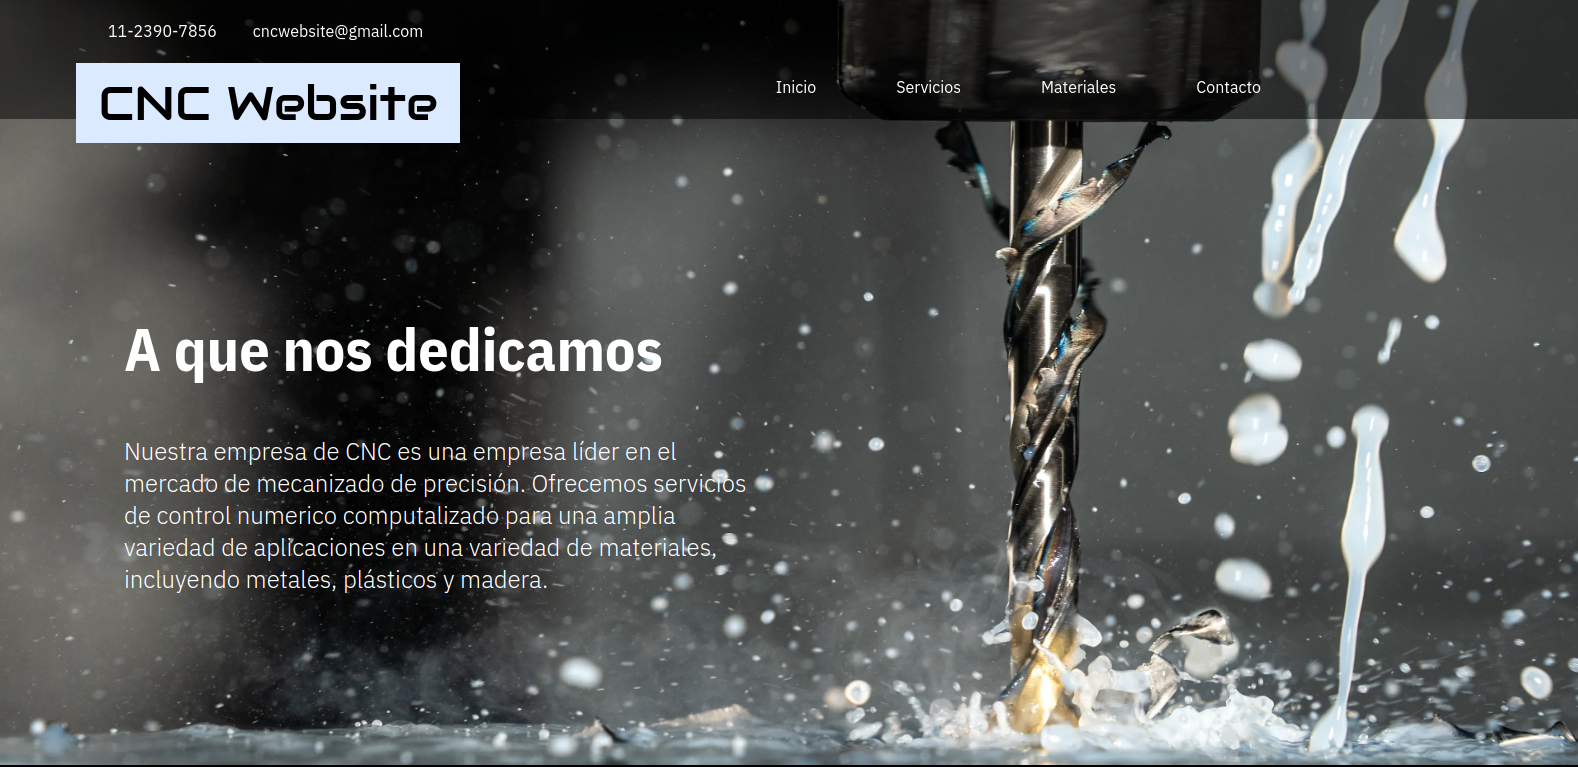 11-2390-7856 cncwebsite@gmail.com
CNC Website
Inicio Servicios Materiales Contacto
A que nos dedicamos
Nuestra empresa de CNC es una empresa líder en el
mercado de mecanizado de precisión. Ofrecemos servicios
de control numerico computalizado para una amplia
variedad de aplicaciones en una variedad de materiales,
incluyendo metales, plásticos y madera.